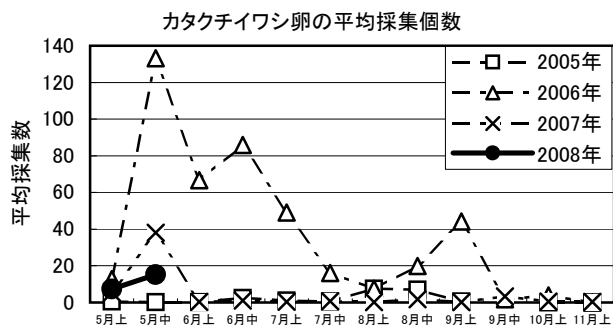 カタクチイワシ卵の平均採集個数
平均採集数
140
120
100
80
60
40
20
0
5月上 5月中 6月上 6月中 7月上 7月中 8月上 8月中 9月上 9月中 10月上 11月上
2005年
2006年
2007年
2008年